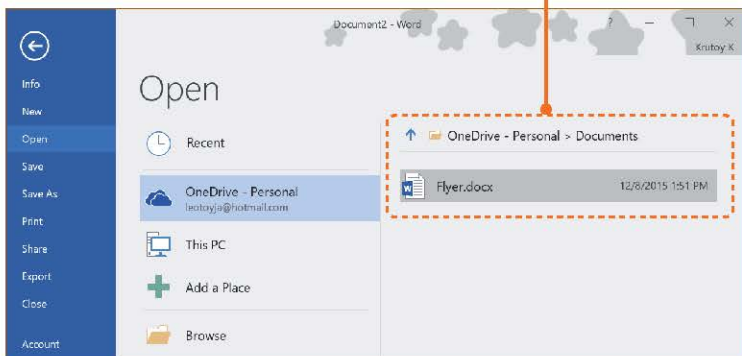 Document2 - Word
?
Krutoy K
Info
New
Open
Save
Save As
Print
Share
Export
Close
Account
Open
Recent
OneDrive - Personal
leotoyja@hotmail.com
This PC
Add a Place
Browse
OneDrive - Personal > Documents
Flyer.docx 12/8/2015 1:51 PM